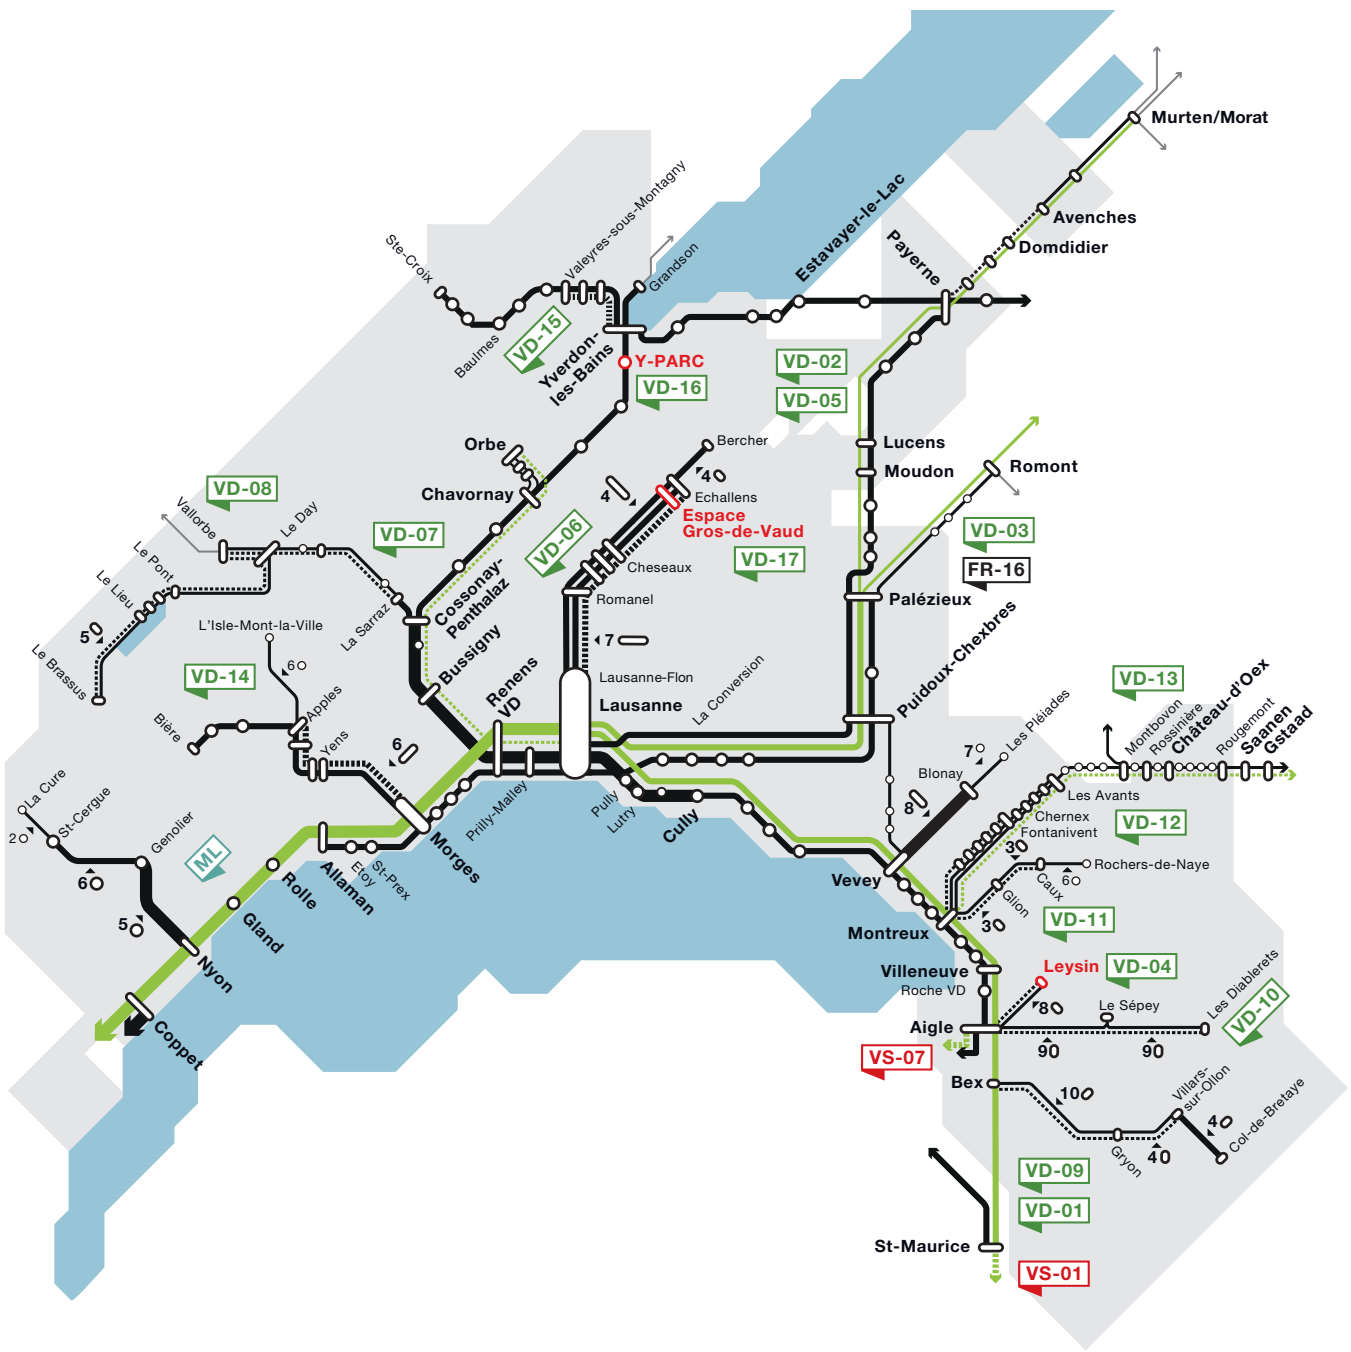 Murten/Morat
Avenches
Domdidier
Estavayer-le-Lac
Payerne
Valeyres-sous-Montagny
Ste-Croix
Grandson
Baulmes
VD-15
Yverdon-
les-Bains
Y-PARC
VD-16
VD-02
VD-05
Orbe
Bercher
Lucens
Moudon
Romont
4
4
Chavornay
Echallens
Espace
Gros-de-Vaud
VD-08
Vallorbe
Le Day
VD-07
VD-06
VD-17
VD-03
FR-16
Le Pont
Le Lieu
Cossonay-
Penthalaz
Cheseaux
Romanel
Palézieux
La Sarraz
L'Isle-Mont-la-Ville
5
Le Brassus
6
7
Puidoux-Chexbres
VD-14
Bussigny
Renens
VD
Lausanne-Flon
Lausanne
La Conversion
VD-13
Montbovon
Rossinière
Château-d'Oex
Rougemont
Saanen
Gstaad
Bière
Apples
Yens
6
Les Pléiades
7
Blonay
8
Les Avants
La Cure
St-Cergue
2
Genolier
6
ML
5
Prilly-Malley
Pully
Lutry
Cully
Chernex
Fontanivent
VD-12
3
Rochers-de-Naye
6
Caux
Glion
3
VD-11
Morges
St-Prex
Etoy
Allaman
Rolle
Gland
Nyon
Coppet
Vevey
Montreux
Villeneuve
Roche VD
Leysin
VD-04
8
Le Sépey
Les Diablerets
VD-10
Aigle
90
90
VS-07
Bex
10
Villars-
sur-Ollon
4
Col-de-Bretaye
Gryon
40
VD-09
VD-01
St-Maurice
VS-01